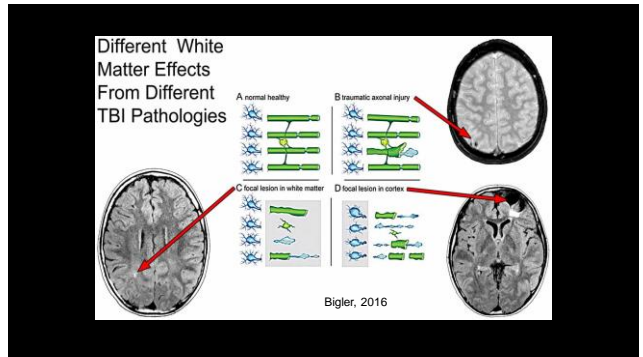 Different White
Matter Effects
From Different
TBI Pathologies
A normal healthy
B traumatic axonal injury
C focal lesion in white matter
D focal lesion in cortex
Bigler, 2016